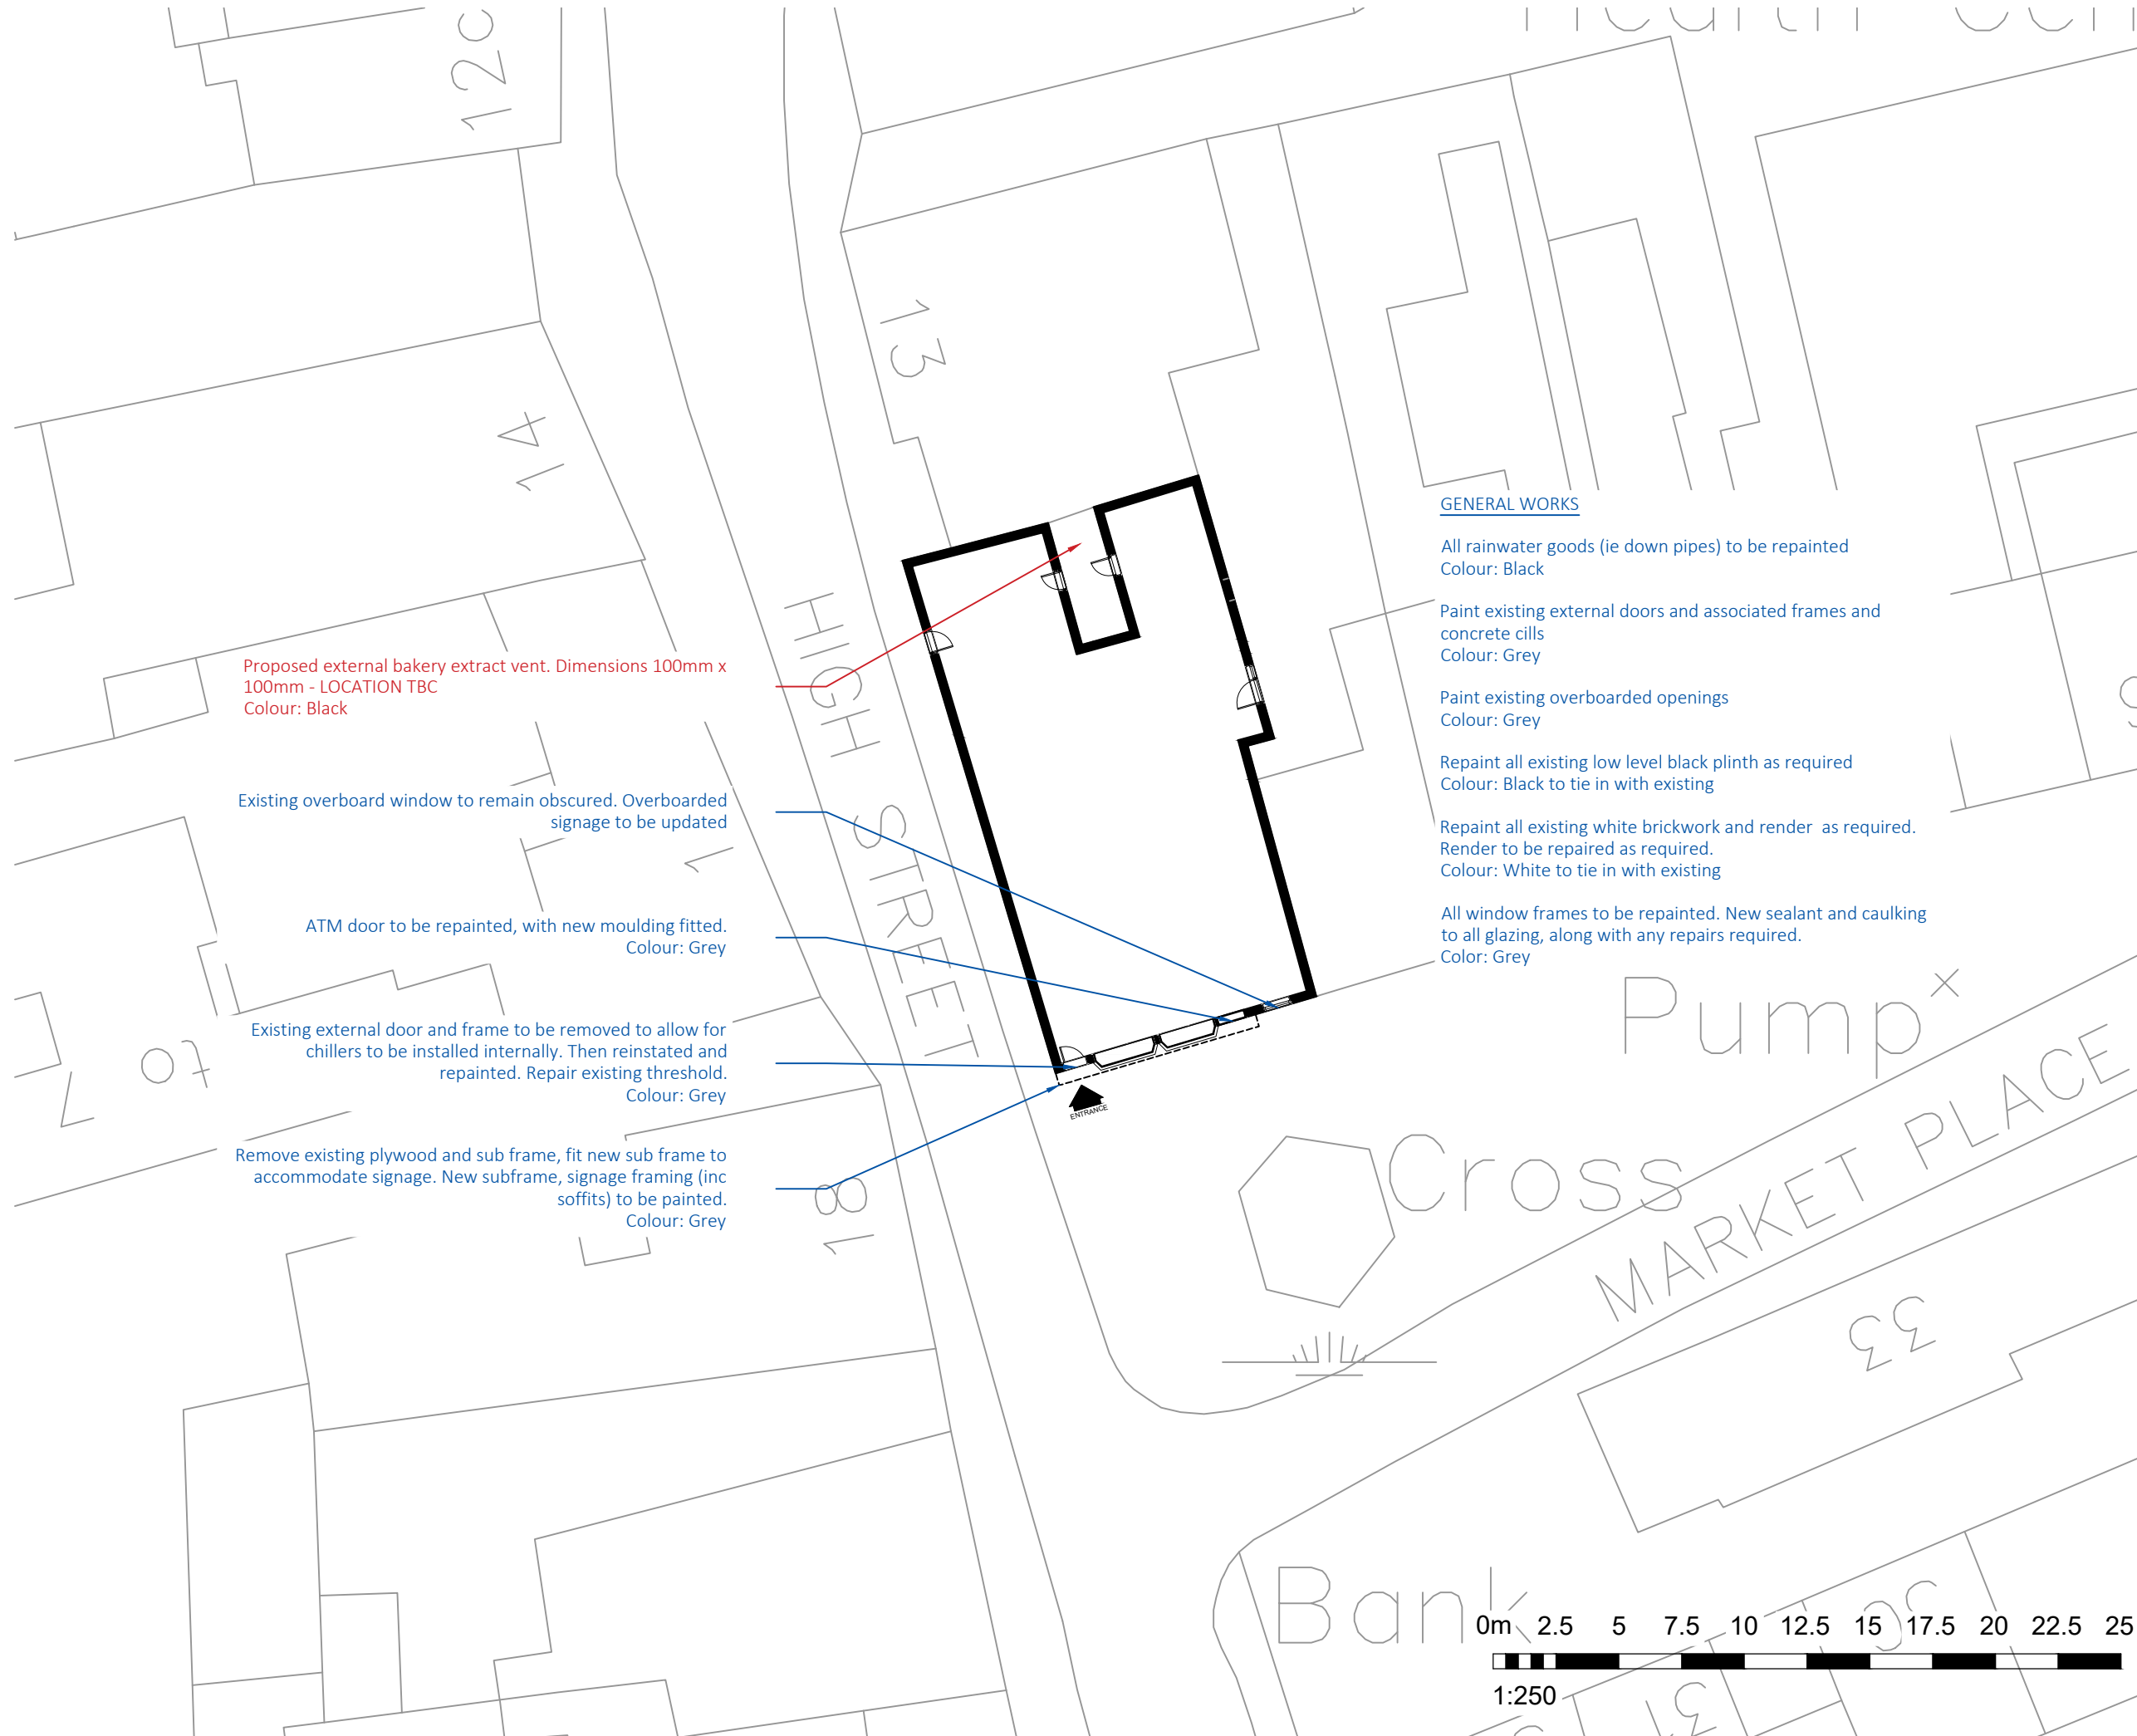 12c
13
14
HIGH STREET
GENERAL WORKS
All rainwater goods (ie down pipes) to be repainted
Colour: Black
Paint existing external doors and associated frames and
concrete cills
Colour: Grey
Paint existing overboarded openings
Colour: Grey
Repaint all existing low level black plinth as required
Colour: Black to tie in with existing
Repaint all existing white brickwork and render as required.
Render to be repaired as required.
Colour: White to tie in with existing
All window frames to be repainted. New sealant and caulking
to all glazing, along with any repairs required.
Color: Grey
Proposed external bakery extract vent. Dimensions 100mm x
100mm - LOCATION TBC
Colour: Black
Existing overboard window to remain obscured. Overboarded
signage to be updated
1
ATM door to be repainted, with new moulding fitted.
Colour: Grey
Existing external door and frame to be removed to allow for
chillers to be installed internally. Then reinstated and
repainted. Repair existing threshold.
Colour: Grey
Remove existing plywood and sub frame, fit new sub frame to
accommodate signage. New subframe, signage framing (inc
soffits) to be painted.
Colour: Grey
7 to
18
ENTRANCE
Pump
Cross
MARKET PLACE
33
Bank
0m 2.5 5 7.5 10 12.5 15 17.5 20 22.5 25
1:250
31